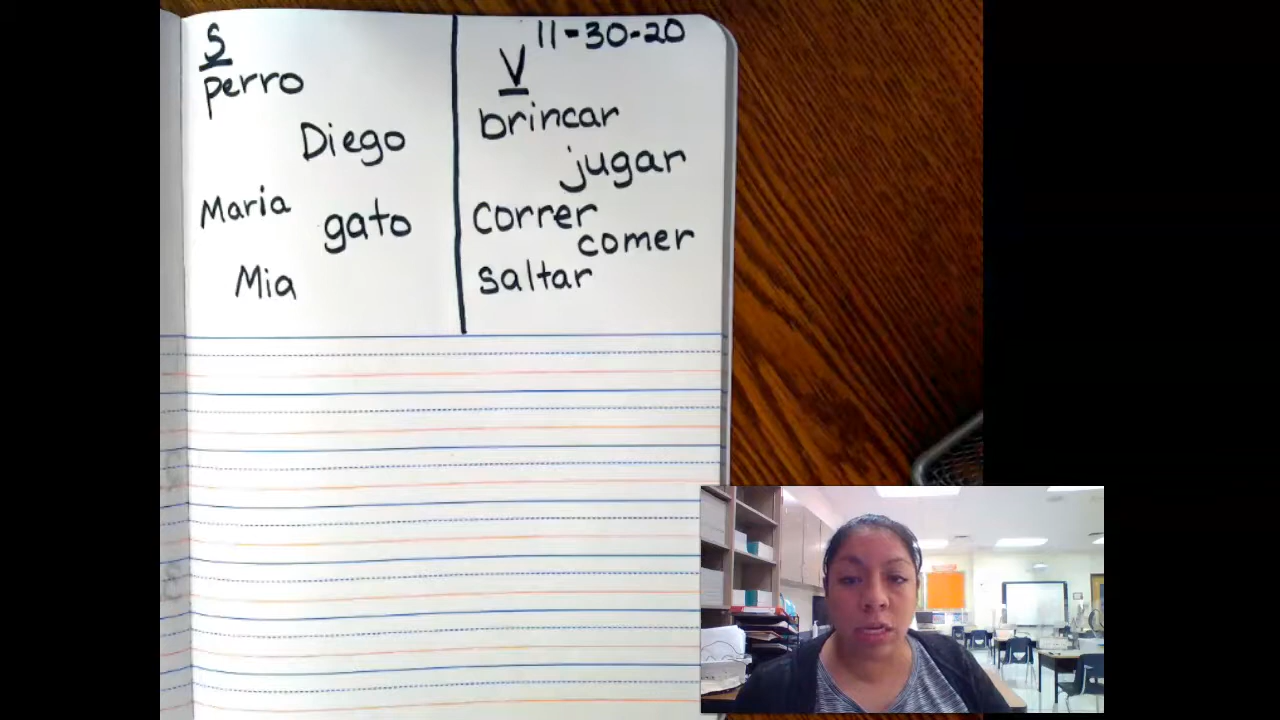 S
perro
Diego
Maria
gato
Mia
11-30-20
V
brincar
jugar
correr
comer
saltar